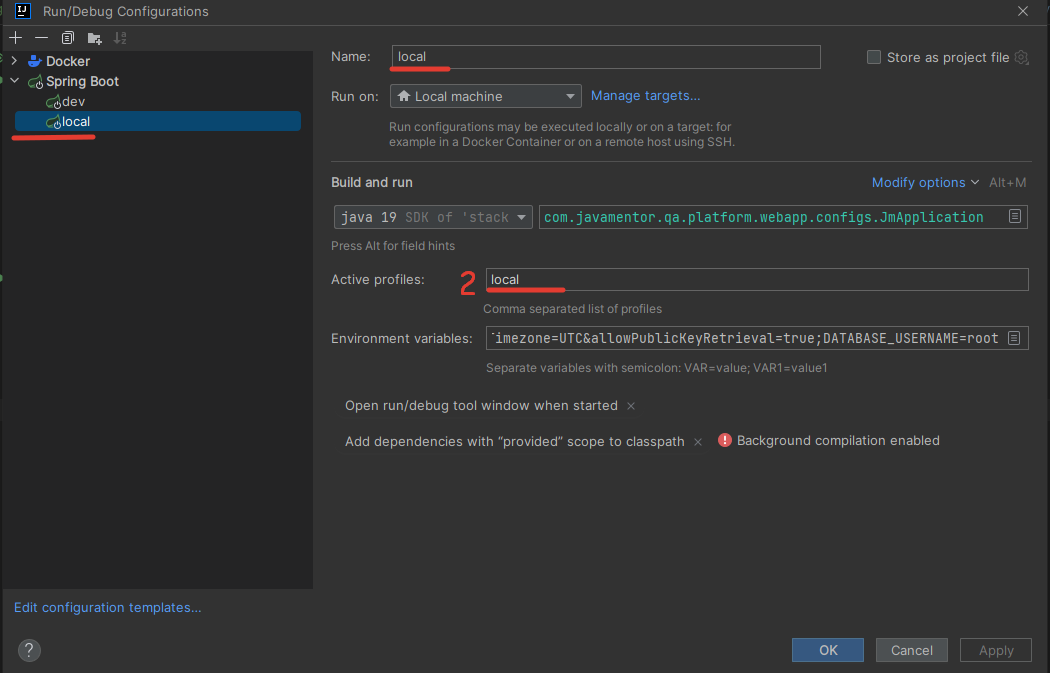 Run/Debug Configurations
Docker
Spring Boot
dev
local
Name: local
Store as project file
Run on: Local machine
Manage targets...
Run configurations may be executed locally or on a target: for
example in a Docker Container or on a remote host using SSH.
Build and run
Modify options Alt+M
java 19 SDK of 'stack
com.javamentor.qa.platform.webapp.configs.JmApplication
Press Alt for field hints
Active profiles: 2 local
Comma separated list of profiles
Environment variables: imezone=UTC&allowPublicKeyRetrieval=true;DATABASE_USERNAME=root
Separate variables with semicolon: VAR=value; VAR1=value1
Open run/debug tool window when started ×
Add dependencies with “provided” scope to classpath ×
Background compilation enabled
Edit configuration templates...
?
OK
Cancel
Apply